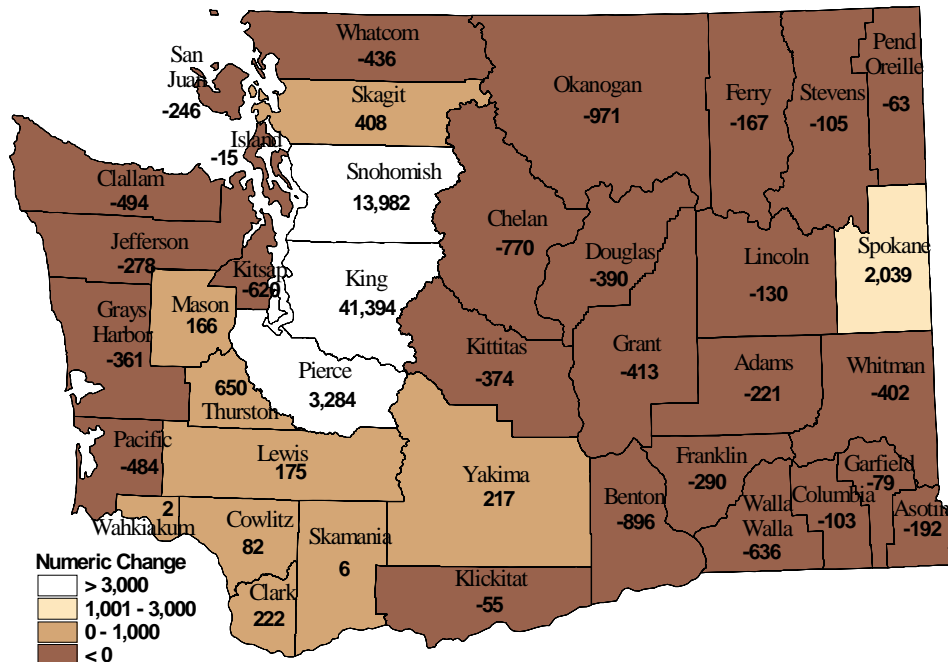 Whatcom
-436
San
Juan
-246
Skagit
408
Island
-15
Okanogan
-971
Ferry
-167
Stevens
-105
Pend
Oreille
-63
Clallam
-494
Snohomish
13,982
Chelan
-770
Jefferson
-278
Kitsap
-629
King
41,394
Douglas
-390
Lincoln
-130
Spokane
2,039
Mason
166
Grays
Harbor
-361
Kittitas
-374
Grant
-413
Adams
-221
Whitman
-402
Pierce
3,284
650
Thurston
Pacific
-484
Lewis
175
Yakima
217
Benton
-896
Franklin
-290
Walla
Walla
-636
Columbia
-103
Garfield
-79
Asotin
-192
2
Wahkiakum
Cowlitz
82
Skamania
6
Clark
222
Klickitat
-55
Numeric Change
> 3,000
1,001 - 3,000
0 - 1,000
< 0